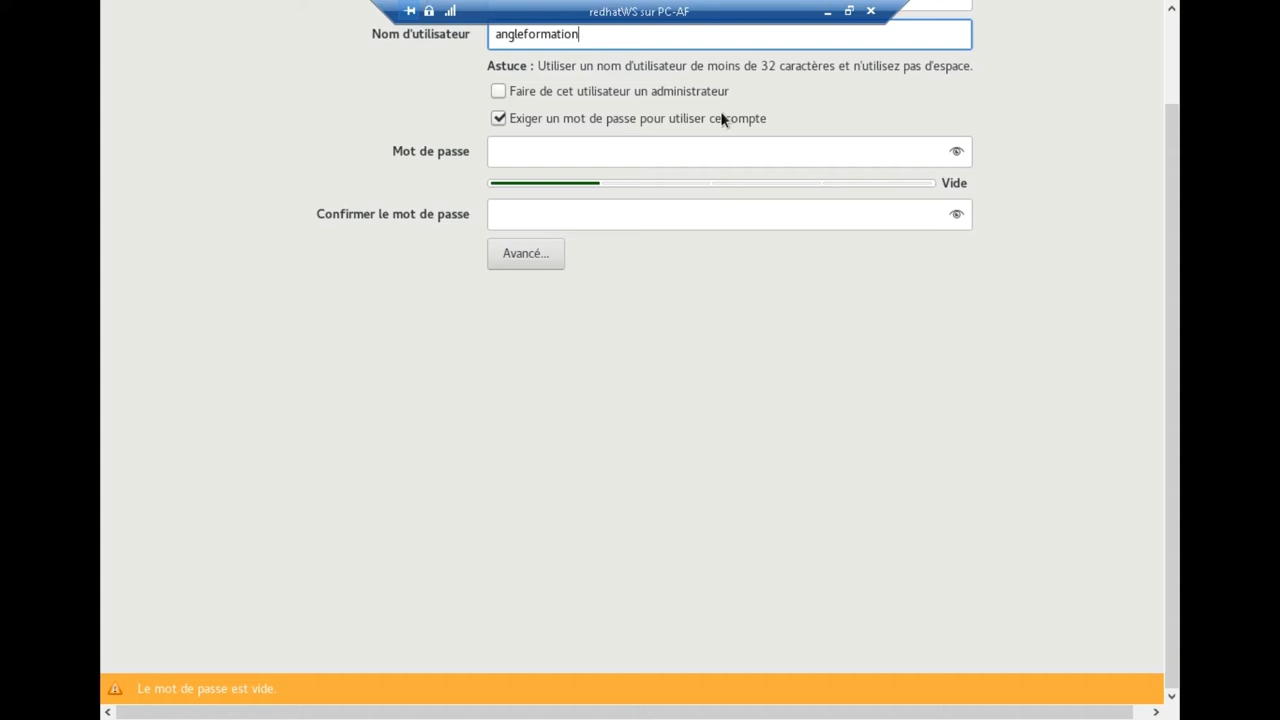 redhatWS sur PC-AF
Nom d'utilisateur
angleformation
Astuce : Utiliser un nom d'utilisateur de moins de 32 caractères et n'utilisez pas d'espace.
Faire de cet utilisateur un administrateur
Exiger un mot de passe pour utiliser ce compte
Mot de passe
Vide
Confirmer le mot de passe
Avancé...
Le mot de passe est vide.